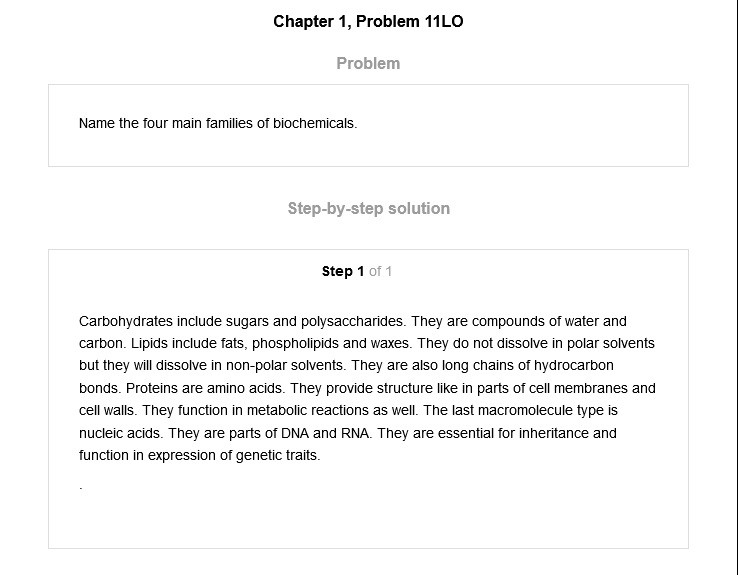 Chapter 1, Problem 11LO
Problem
Name the four main families of biochemicals.
Step-by-step solution
Step 1 of 1
Carbohydrates include sugars and polysaccharides. They are compounds of water and
carbon. Lipids include fats, phospholipids and waxes. They do not dissolve in polar solvents
but they will dissolve in non-polar solvents. They are also long chains of hydrocarbon
bonds. Proteins are amino acids. They provide structure like in parts of cell membranes and
cell walls. They function in metabolic reactions as well. The last macromolecule type is
nucleic acids. They are parts of DNA and RNA. They are essential for inheritance and
function in expression of genetic traits.
.